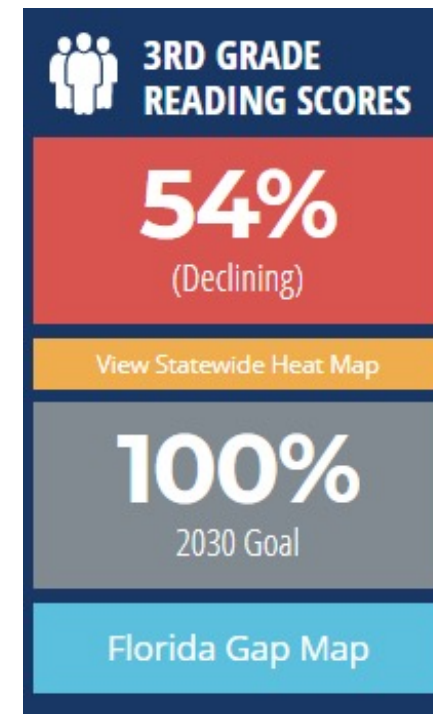 3RD GRADE
READING SCORES
54%
(Declining)
View Statewide Heat Map
100%
2030 Goal
Florida Gap Map